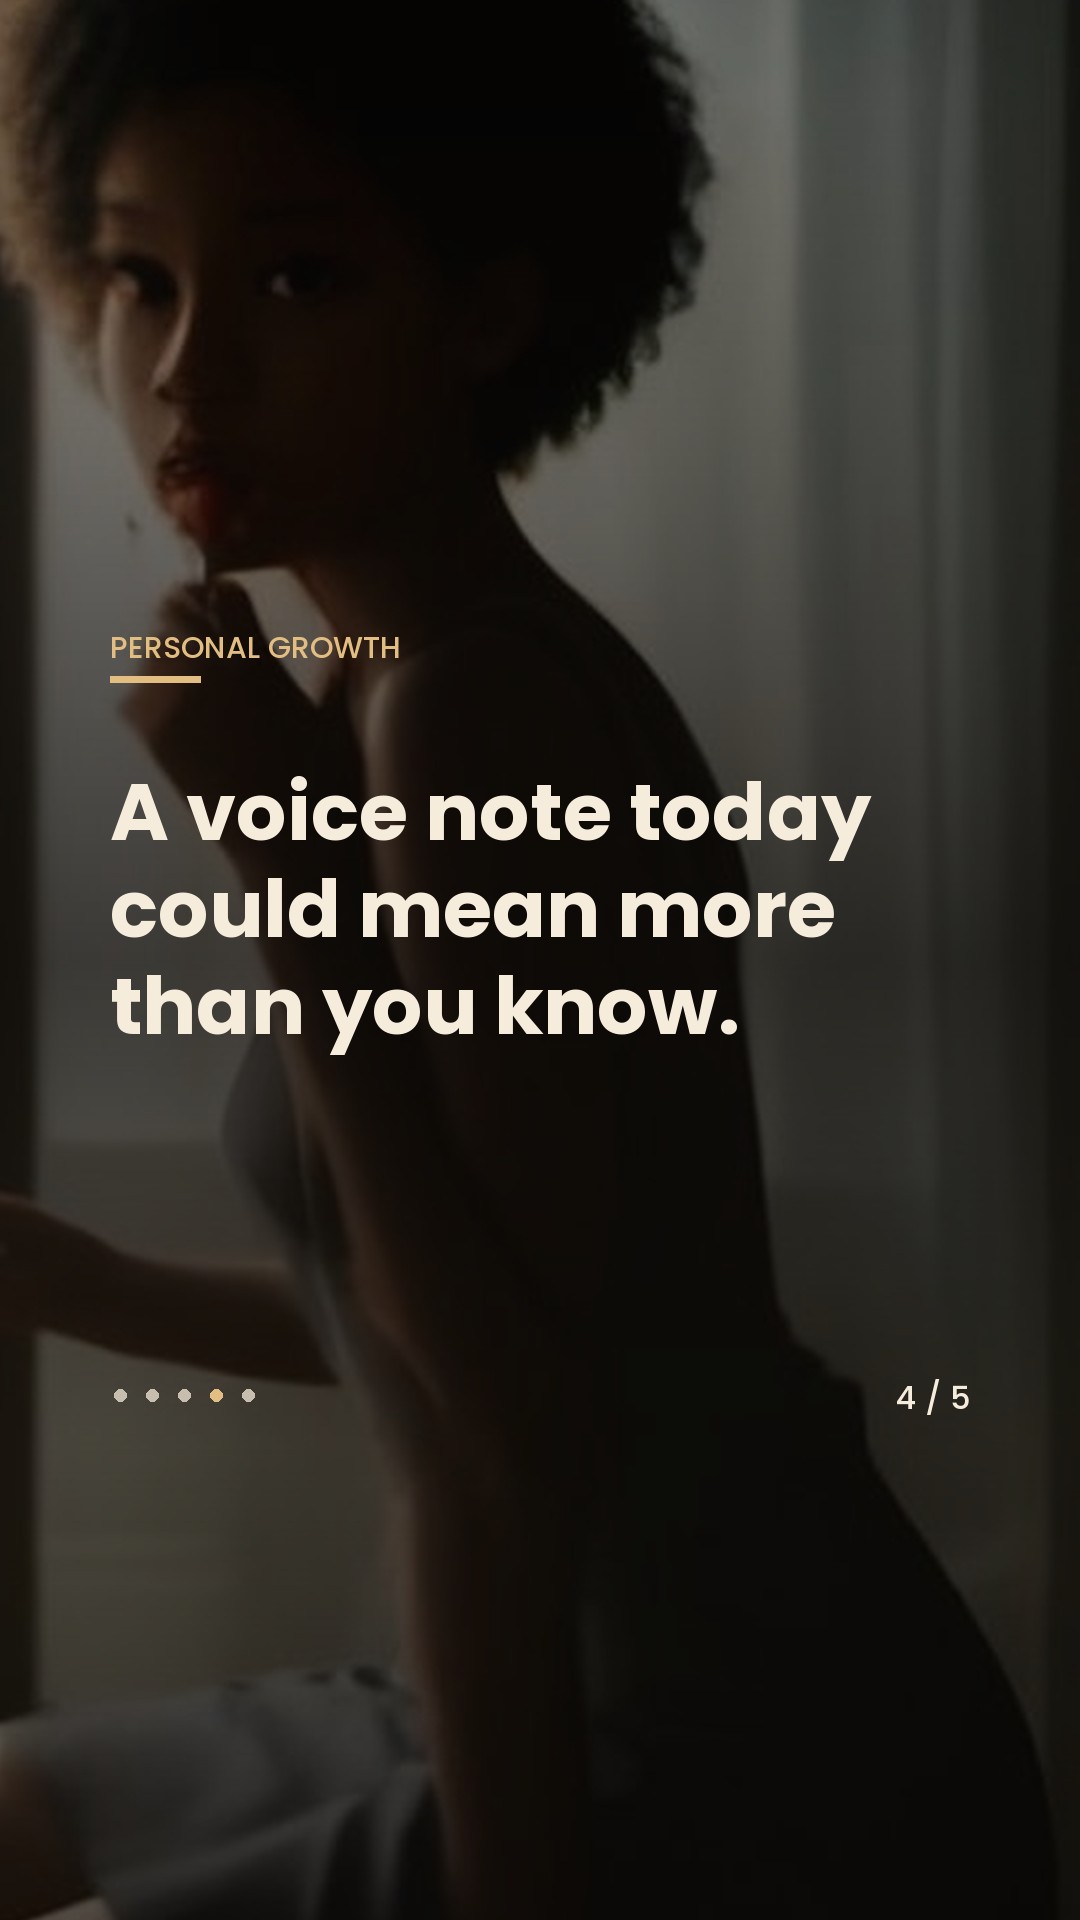 PERSONAL GROWTH
A voice note today
could mean more
than you know.
4 / 5